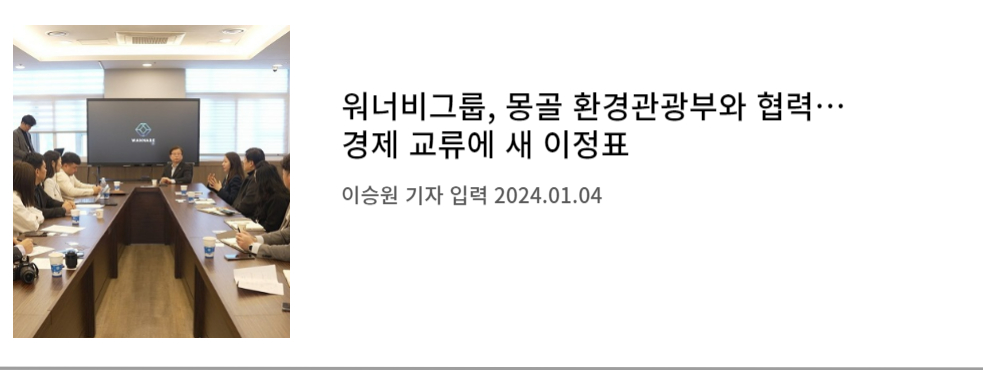 WANNABE
워너비그룹, 몽골 환경관광부와 협력…
경제 교류에 새 이정표
이승원 기자 입력 2024.01.04